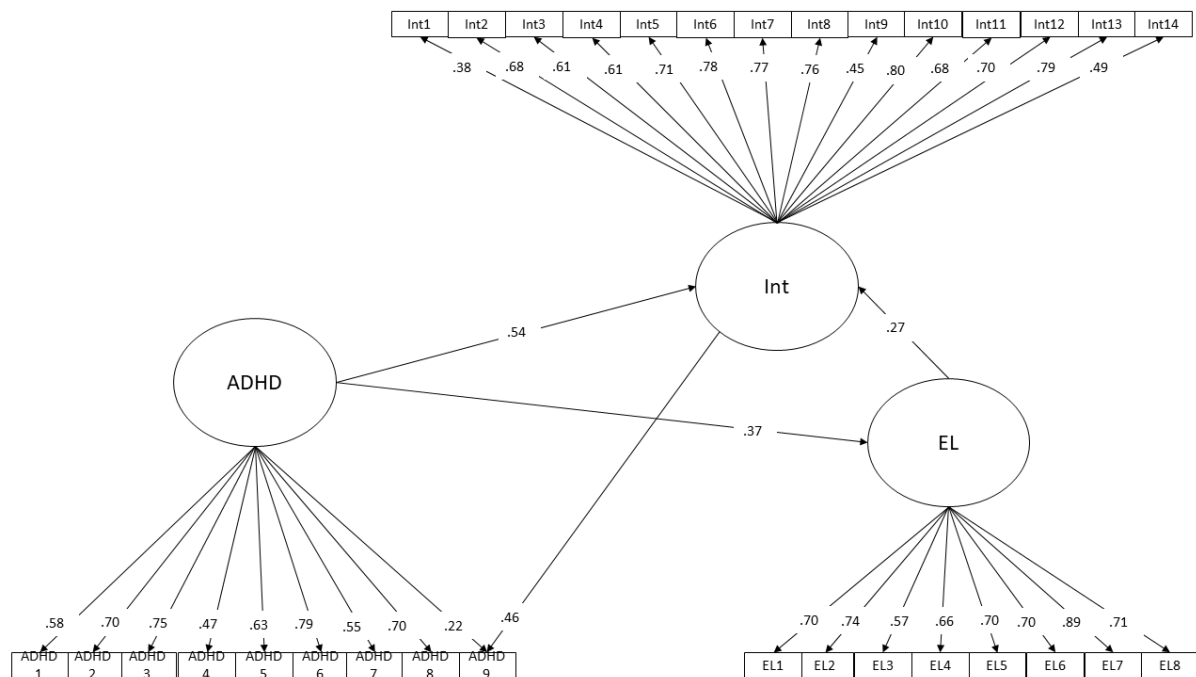 Int1 Int2 Int3 Int4 Int5 Int6 Int7 Int8 Int9 Int10 Int11 Int12 Int13 Int14
.38 .68 .61 .61 .71 .78 .77 .76 .45 .80 .68 .70 .79 .49
Int
.54
.27
ADHD
.37
EL
.58 .70 .75 .47 .63 .79 .55 .70 .22 .46
.70 .74 .57 .66 .70 .70 .89 .71
ADHD 1 ADHD 2 ADHD 3 ADHD 4 ADHD 5 ADHD 6 ADHD 7 ADHD 8 ADHD 9
EL1 EL2 EL3 EL4 EL5 EL6 EL7 EL8